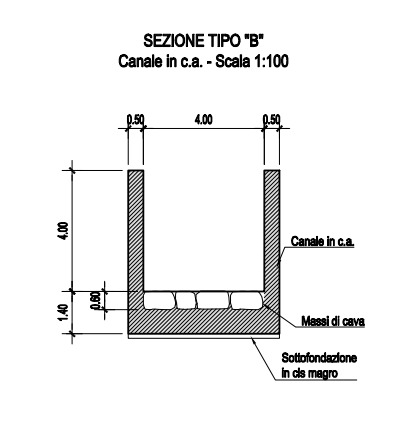 SEZIONE TIPO "B"
Canale in c.a. - Scala 1:100
0.50 4.00 0.50
4.00
Canale in c.a.
0.60
1.40
Massi di cava
Sottofondazione
in cls magro